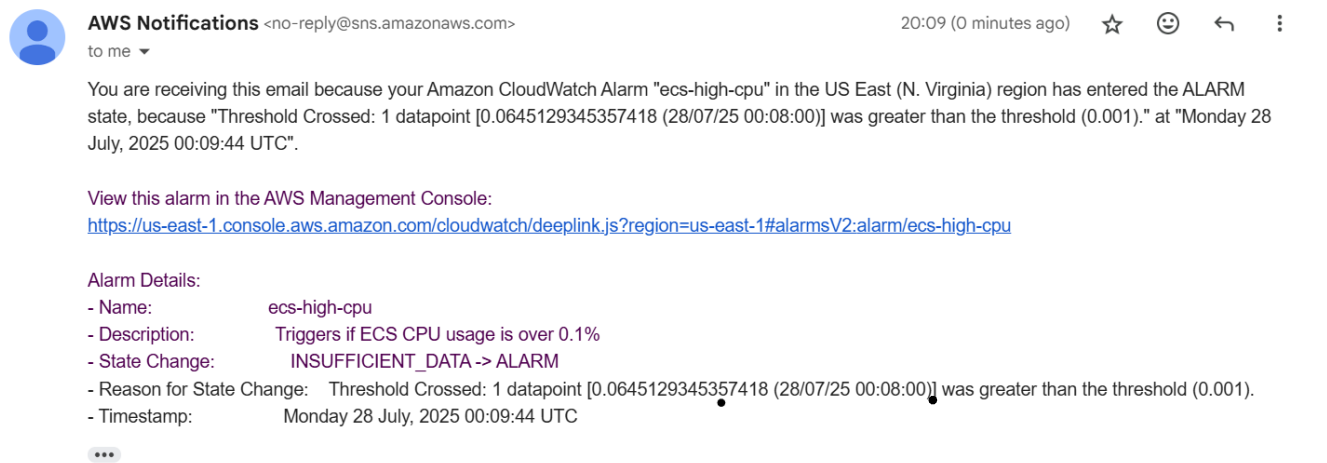 AWS Notifications <no-reply@sns.amazonaws.com> 20:09 (0 minutes ago)
to me
You are receiving this email because your Amazon CloudWatch Alarm "ecs-high-cpu" in the US East (N. Virginia) region has entered the ALARM
state, because "Threshold Crossed: 1 datapoint [0.0645129345357418 (28/07/25 00:08:00)] was greater than the threshold (0.001)." at "Monday 28
July, 2025 00:09:44 UTC".
View this alarm in the AWS Management Console:
https://us-east-1.console.aws.amazon.com/cloudwatch/deeplink.js?region=us-east-1#alarmsV2:alarm/ecs-high-cpu
Alarm Details:
- Name: ecs-high-cpu
- Description: Triggers if ECS CPU usage is over 0.1%
- State Change: INSUFFICIENT_DATA -> ALARM
- Reason for State Change: Threshold Crossed: 1 datapoint [0.0645129345357418 (28/07/25 00:08:00)] was greater than the threshold (0.001).
- Timestamp: Monday 28 July, 2025 00:09:44 UTC